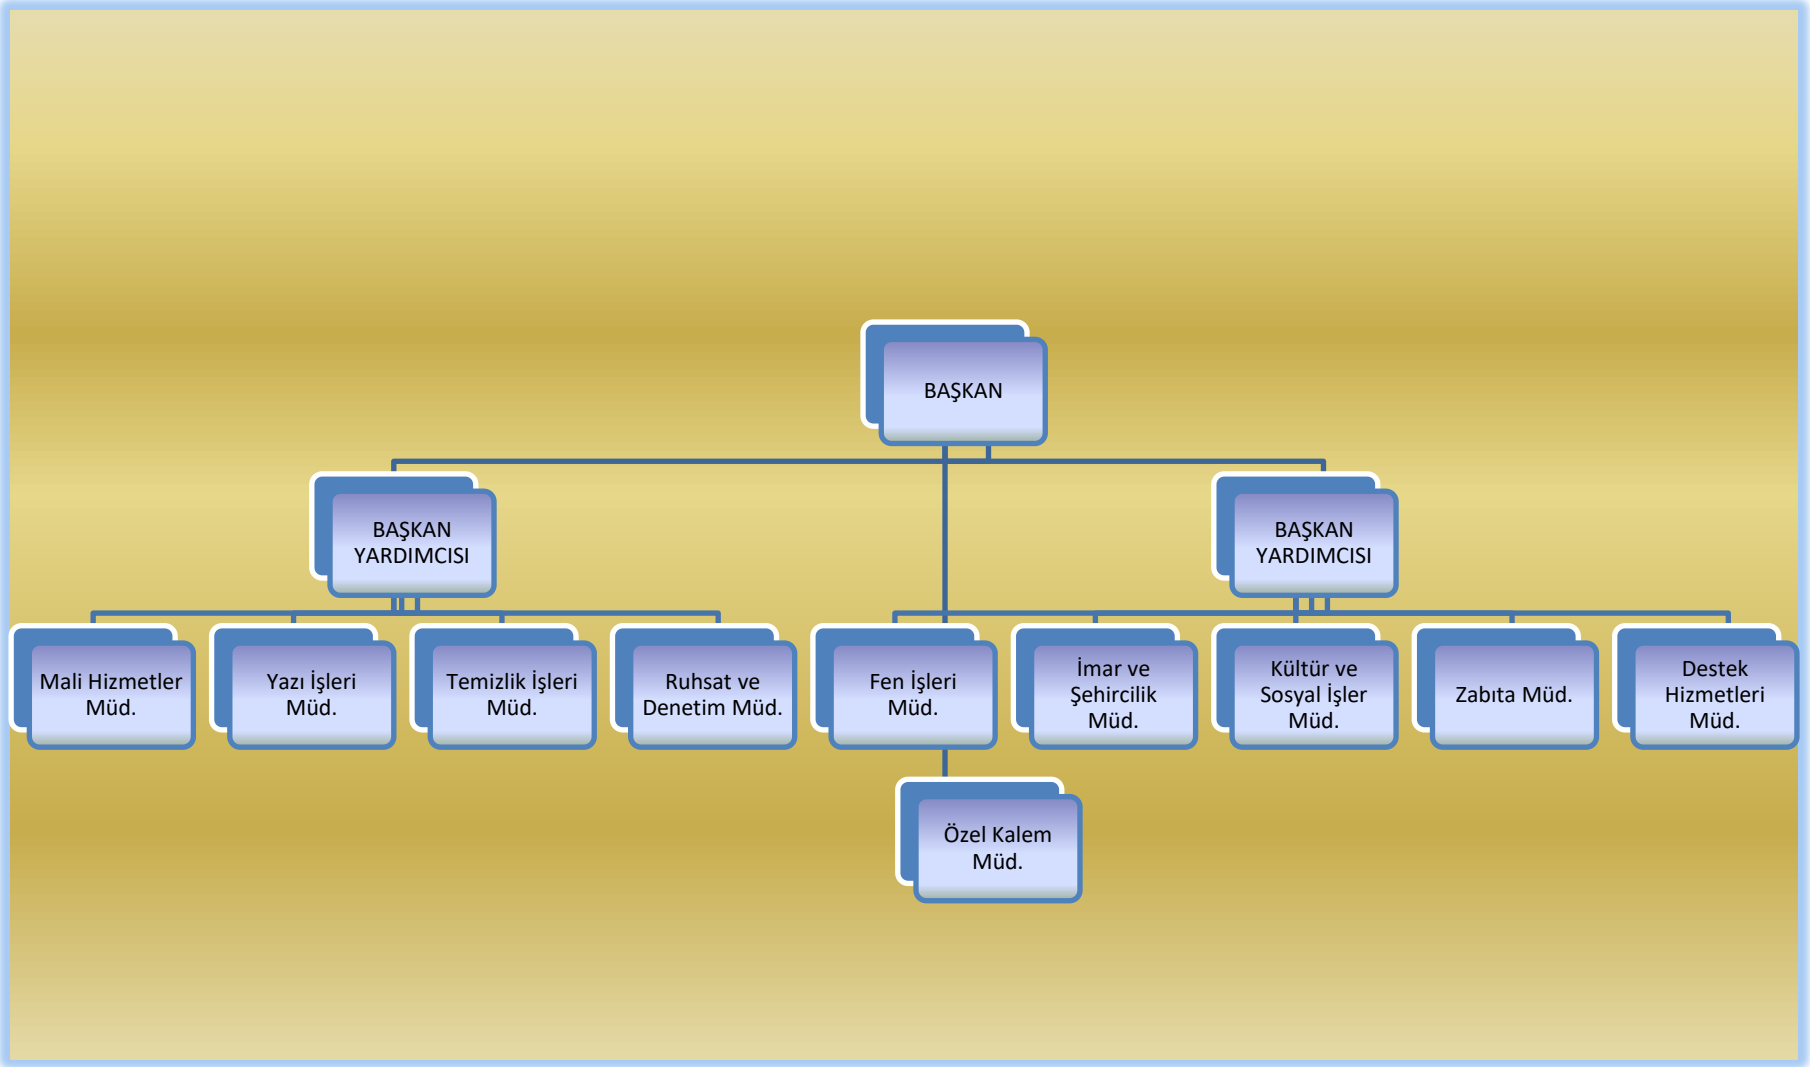 BAŞKAN
BAŞKAN
YARDIMCISI
BAŞKAN
YARDIMCISI
Mali Hizmetler
Müd.
Yazı İşleri
Müd.
Temizlik İşleri
Müd.
Ruhsat ve
Denetim Müd.
Fen İşleri
Müd.
İmar ve
Şehircilik
Müd.
Kültür ve
Sosyal İşler
Müd.
Zabıta Müd.
Destek
Hizmetleri
Müd.
Özel Kalem
Müd.